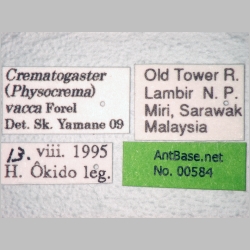 Crematogaster
(Physocrema)
vacca Forel
Det. Sk. Yamane 09
Old Tower R.
Lambir N. P.
Miri, Sarawak
Malaysia
13. viii. 1995
H. Ôkido leg.
AntBase.net
No. 00584